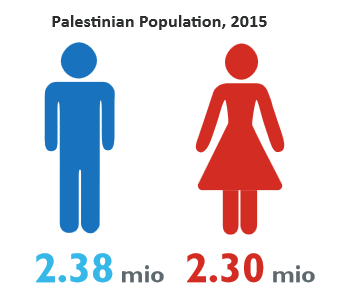 Palestinian Population, 2015
2.38 mio 2.30 mio